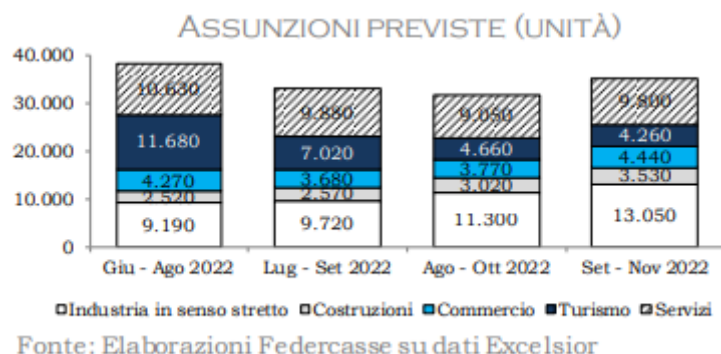 ASSUNZIONI PREVISTE (UNITÀ)
40.000
30.000
20.000
10.000
0
10.630 9.880 9.050 9.800
11.680 7.020 4.660 4.260
4.270 3.680 3.770 4.440
2.520 2.570 3.020 3.530
9.190 9.720 11.300 13.050
Giu - Ago 2022 Lug - Set 2022 Ago - Ott 2022 Set - Nov 2022
Industria in senso stretto Costruzioni Commercio Turismo Servizi
Fonte: Elaborazioni Federcasse su dati Excelsior